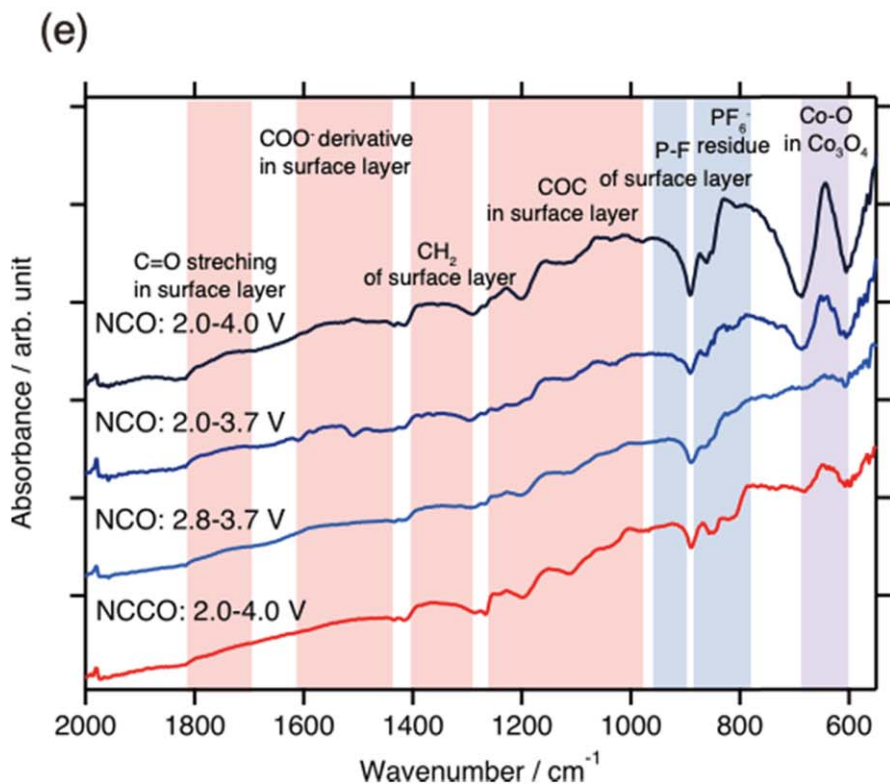 (e)
COO- derivative
in surface layer
PF6-
P-F residue
of surface layer
Co-O
in Co3O4
COC
in surface layer
CH2
of surface layer
C=O streching
in surface layer
NCO: 2.0-4.0 V
NCO: 2.0-3.7 V
NCO: 2.8-3.7 V
NCCO: 2.0-4.0 V
Absorbance / arb. unit
2000 1800 1600 1400 1200 1000 800 600
Wavenumber / cm-1